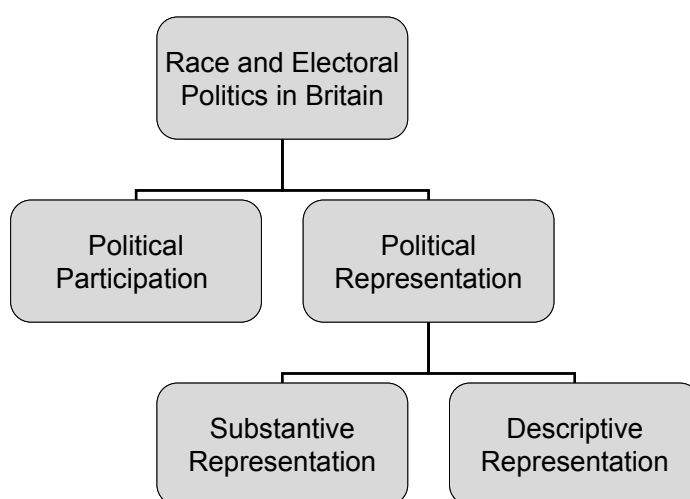 Race and Electoral
Politics in Britain
Political
Participation
Political
Representation
Substantive
Representation
Descriptive
Representation